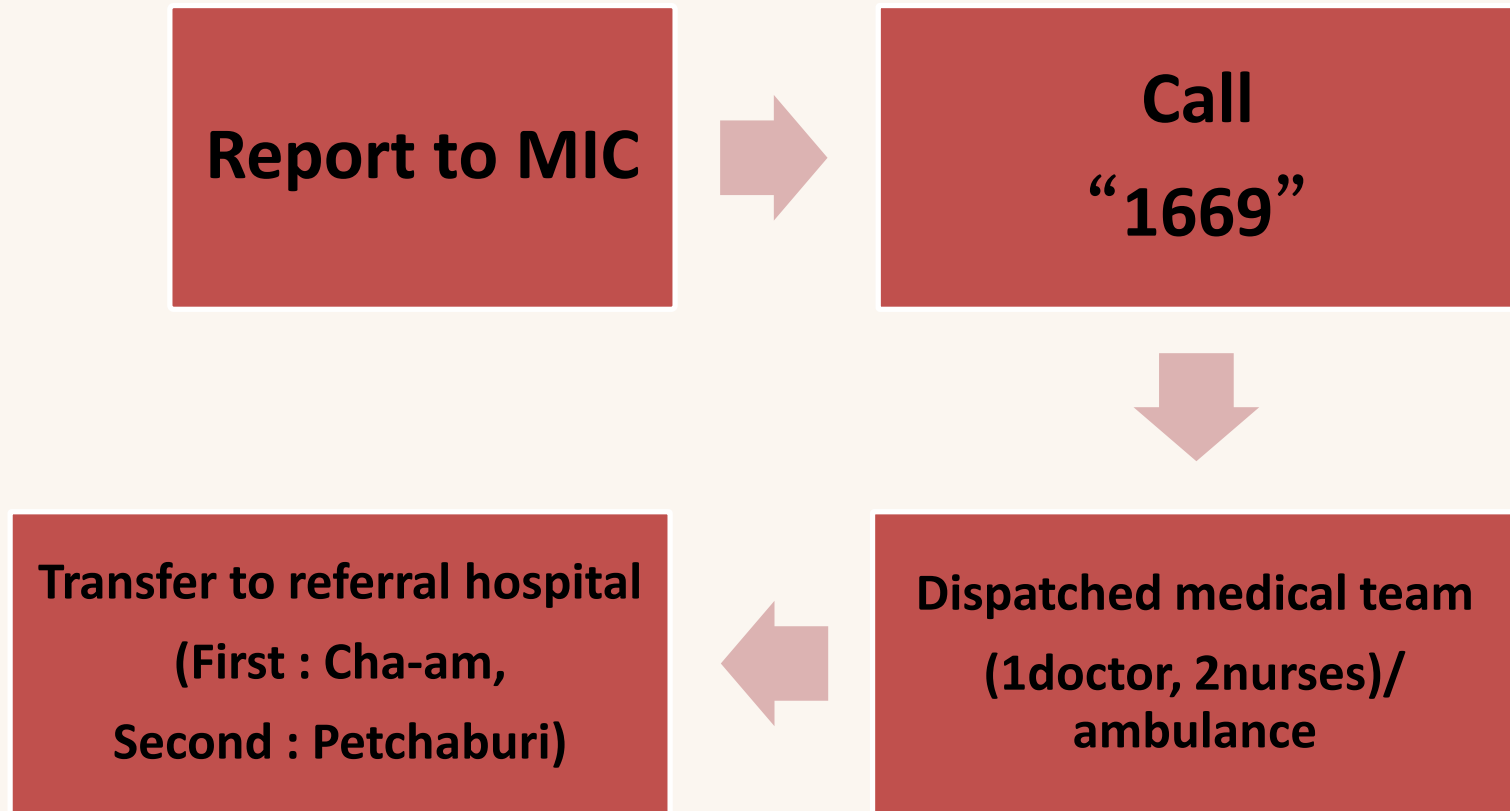 Report to MIC
Call
“1669”
Dispatched medical team
(1doctor, 2nurses)/
ambulance
Transfer to referral hospital
(First : Cha-am,
Second : Petchaburi)